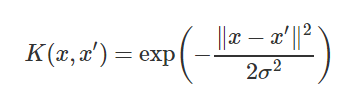 K(x, x′) = exp(−‖x − x′‖² / 2σ²)